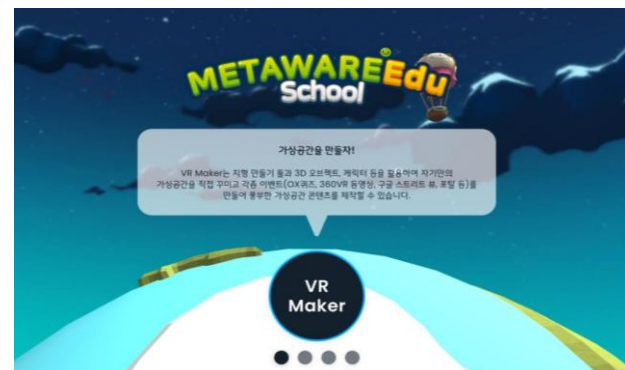 METAWAREEdu
School
가상공간을 만들자!
VR Maker는 지형 만들기 툴과 3D 오브젝트, 캐릭터 등을 활용하여 자기만의
가상공간을 직접 꾸미고 각종 이벤트(OX퀴즈, 360VR 동영상, 구글 스트리트 뷰, 포탈 등)를
만들어 풍부한 가상공간 콘텐츠를 제작할 수 있습니다.
VR
Maker